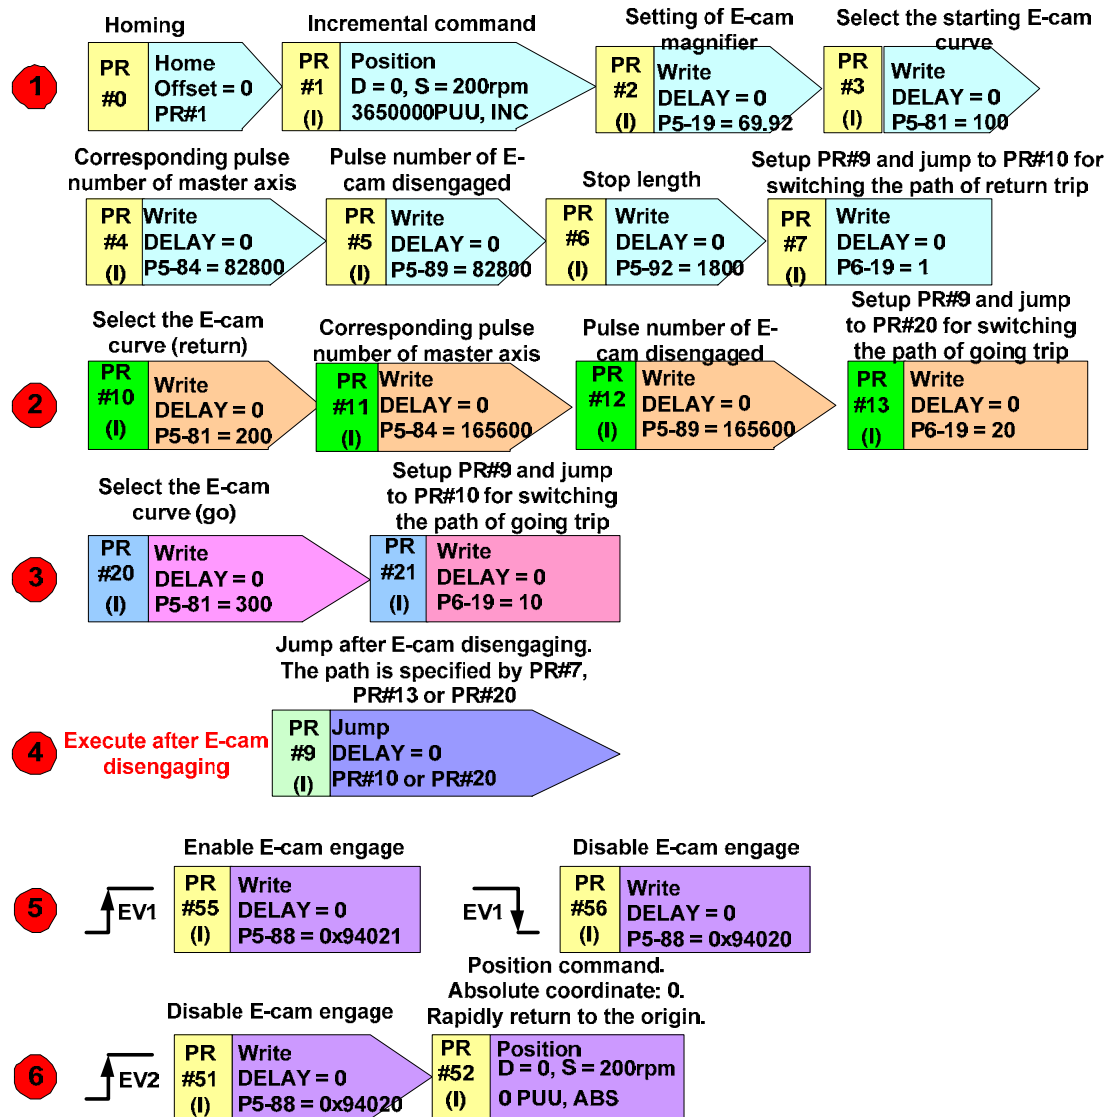 Homing
Incremental command
Setting of E-cam
magnifier
Select the starting E-cam
curve
1
PR
#0
Home
Offset = 0
PR#1
PR
#1
(I)
Position
D = 0, S = 200rpm
3650000PUU, INC
PR
#2
(I)
Write
DELAY = 0
P5-19 = 69.92
PR
#3
(I)
Write
DELAY = 0
P5-81 = 100
Corresponding pulse
number of master axis
Pulse number of E-
cam disengaged
Stop length
Setup PR#9 and jump to PR#10 for
switching the path of return trip
PR
#4
(I)
Write
DELAY = 0
P5-84 = 82800
PR
#5
(I)
Write
DELAY = 0
P5-89 = 82800
PR
#6
(I)
Write
DELAY = 0
P5-92 = 1800
PR
#7
(I)
Write
DELAY = 0
P6-19 = 1
Select the E-cam
curve (return)
Corresponding pulse
number of master axis
Pulse number of E-
cam disengaged
Setup PR#9 and jump
to PR#20 for switching
the path of going trip
2
PR
#10
(I)
Write
DELAY = 0
P5-81 = 200
PR
#11
(I)
Write
DELAY = 0
P5-84 = 165600
PR
#12
(I)
Write
DELAY = 0
P5-89 = 165600
PR
#13
(I)
Write
DELAY = 0
P6-19 = 20
Select the E-cam
curve (go)
Setup PR#9 and jump
to PR#10 for switching
the path of going trip
3
PR
#20
(I)
Write
DELAY = 0
P5-81 = 300
PR
#21
(I)
Write
DELAY = 0
P6-19 = 10
Jump after E-cam disengaging.
The path is specified by PR#7,
PR#13 or PR#20
4
Execute after E-cam
disengaging
PR
#9
(I)
Jump
DELAY = 0
PR#10 or PR#20
Enable E-cam engage
Disable E-cam engage
5
EV1
PR
#55
(I)
Write
DELAY = 0
P5-88 = 0x94021
EV1
PR
#56
(I)
Write
DELAY = 0
P5-88 = 0x94020
Disable E-cam engage
Position command.
Absolute coordinate: 0.
Rapidly return to the origin.
6
EV2
PR
#51
(I)
Write
DELAY = 0
P5-88 = 0x94020
PR
#52
(I)
Position
D = 0, S = 200rpm
0 PUU, ABS